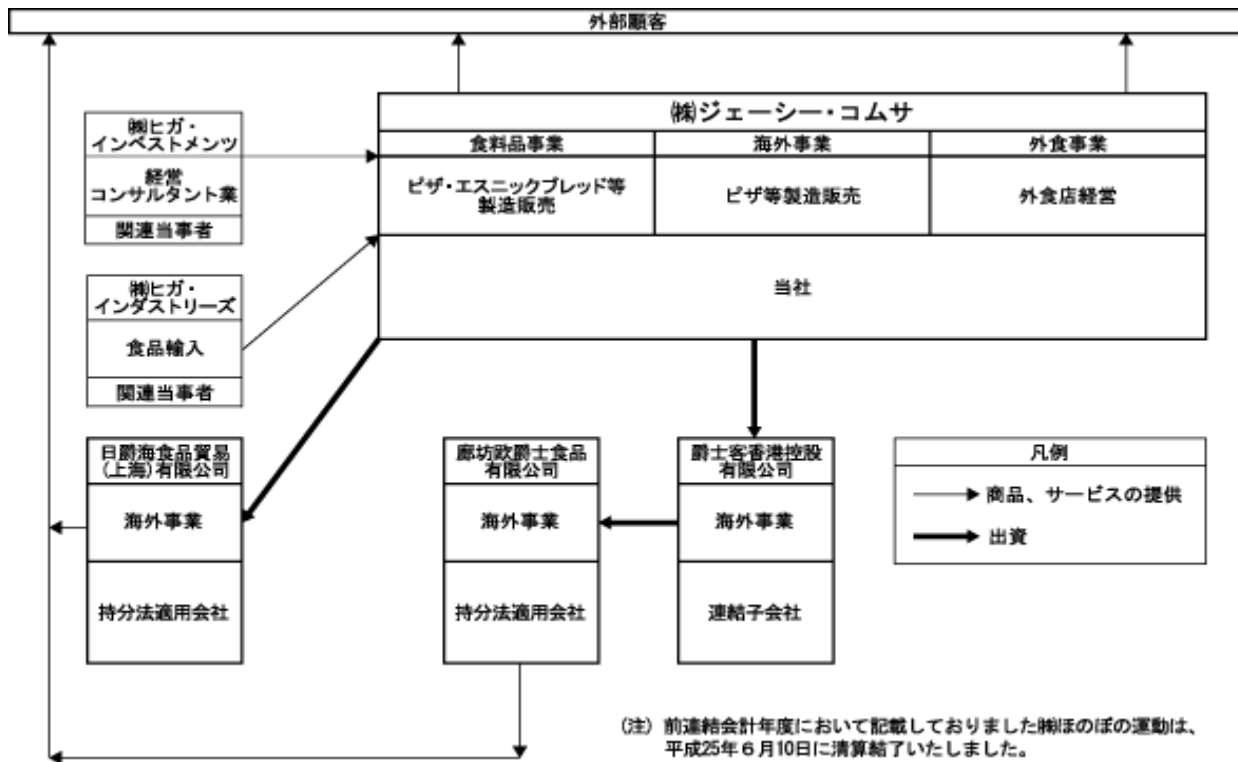 外部顧客
㈱ジェーシー・コムサ
食料品事業
海外事業
外食事業
ピザ・エスニックブレッド等
製造販売
ピザ等製造販売
外食店経営
当社
㈱ヒガ・
インベストメンツ
経営
コンサルタント業
関連当事者
㈱ヒガ・
インダストリーズ
食品輸入
関連当事者
日爵海食品貿易
(上海)有限公司
海外事業
持分法適用会社
廊坊欧爵士食品
有限公司
海外事業
持分法適用会社
爵士客香港控股
有限公司
海外事業
連結子会社
凡例
商品、サービスの提供
出資
(注) 前連結会計年度において記載しておりました㈱ほのぼの運動は、
平成25年6月10日に清算結了いたしました。